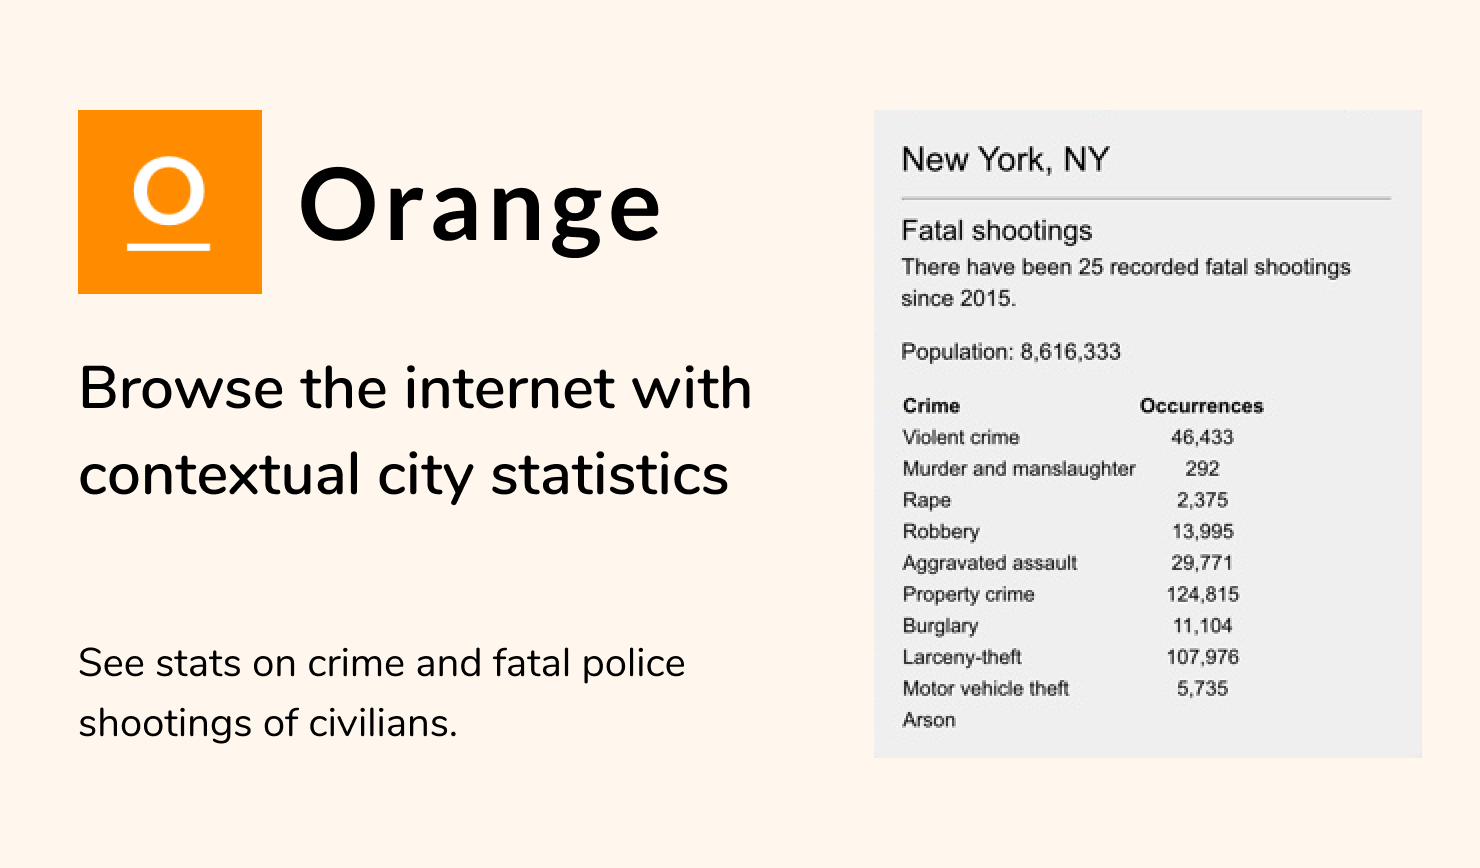 O
Orange
Browse the internet with
contextual city statistics
See stats on crime and fatal police
shootings of civilians.
New York, NY
Fatal shootings
There have been 25 recorded fatal shootings
since 2015.
Population: 8,616,333
Crime Occurrences
Violent crime 46,433
Murder and manslaughter 292
Rape 2,375
Robbery 13,995
Aggravated assault 29,771
Property crime 124,815
Burglary 11,104
Larceny-theft 107,976
Motor vehicle theft 5,735
Arson